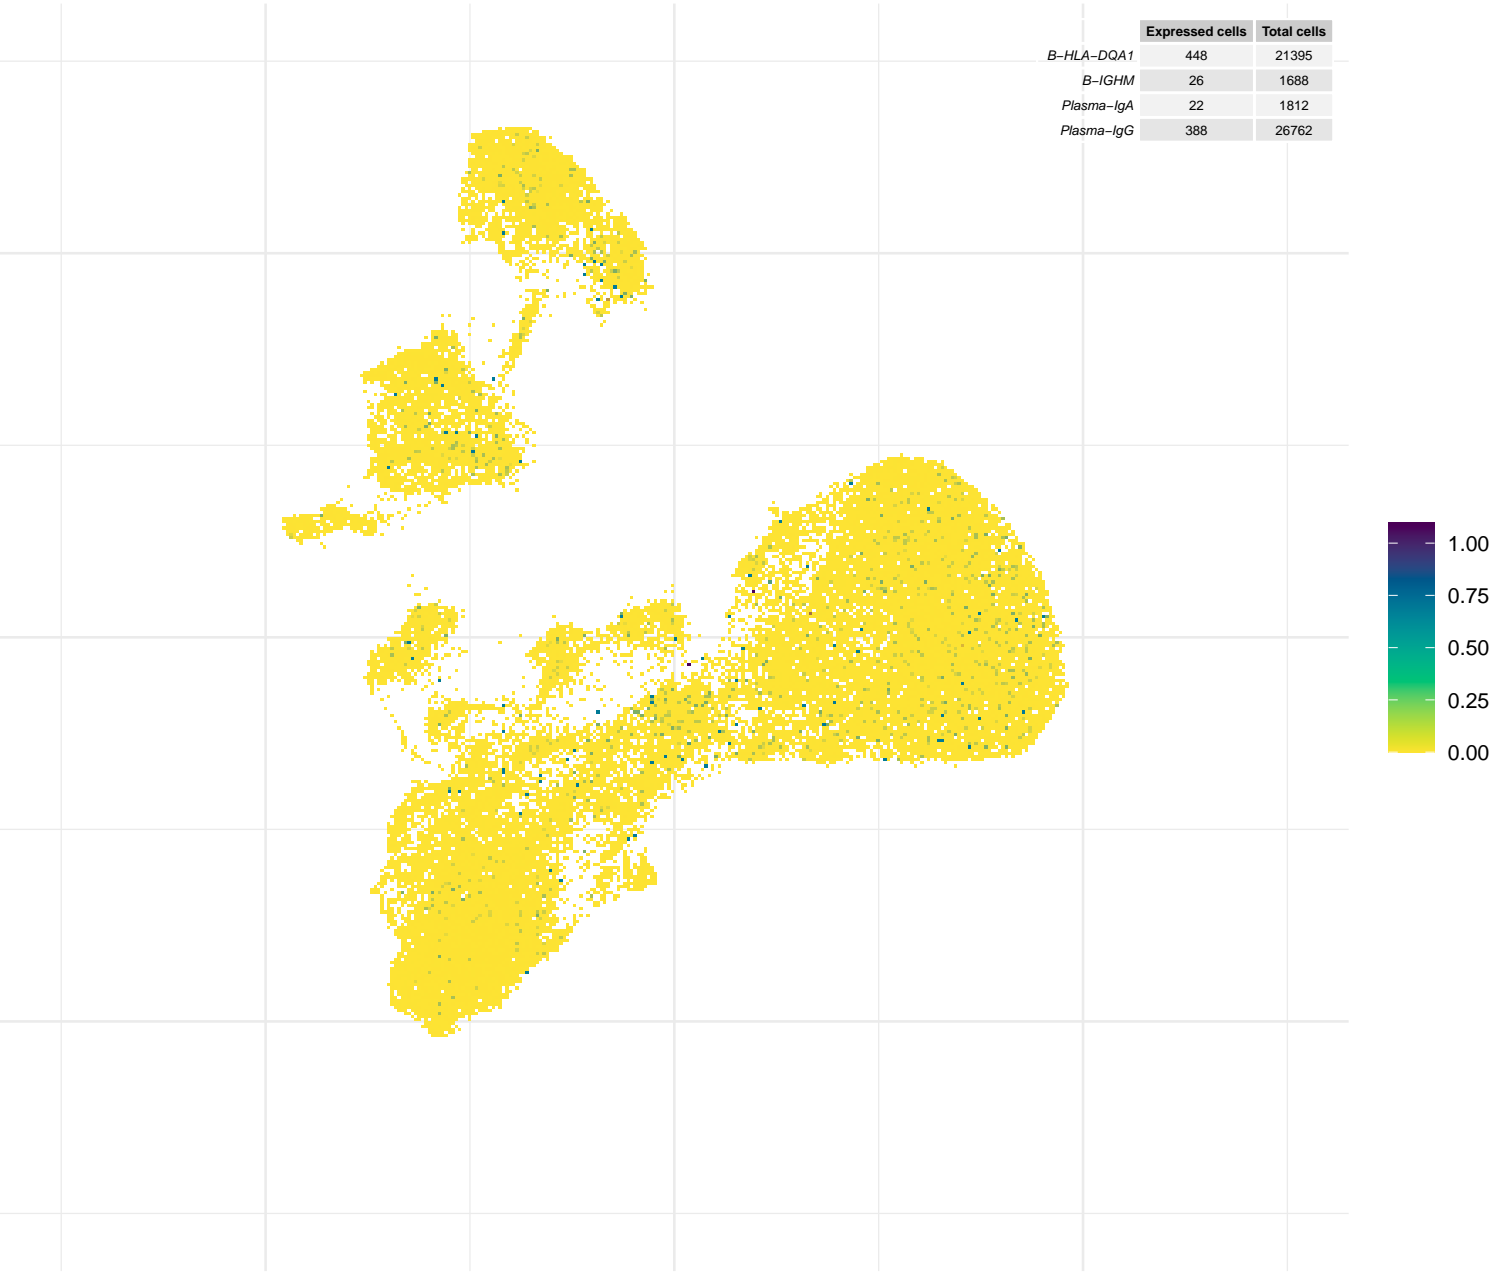 Expressed cells Total cells
B−HLA−DQA1 448 21395
B−IGHM 26 1688
Plasma−IgA 22 1812
Plasma−IgG 388 26762
1.00
0.75
0.50
0.25
0.00